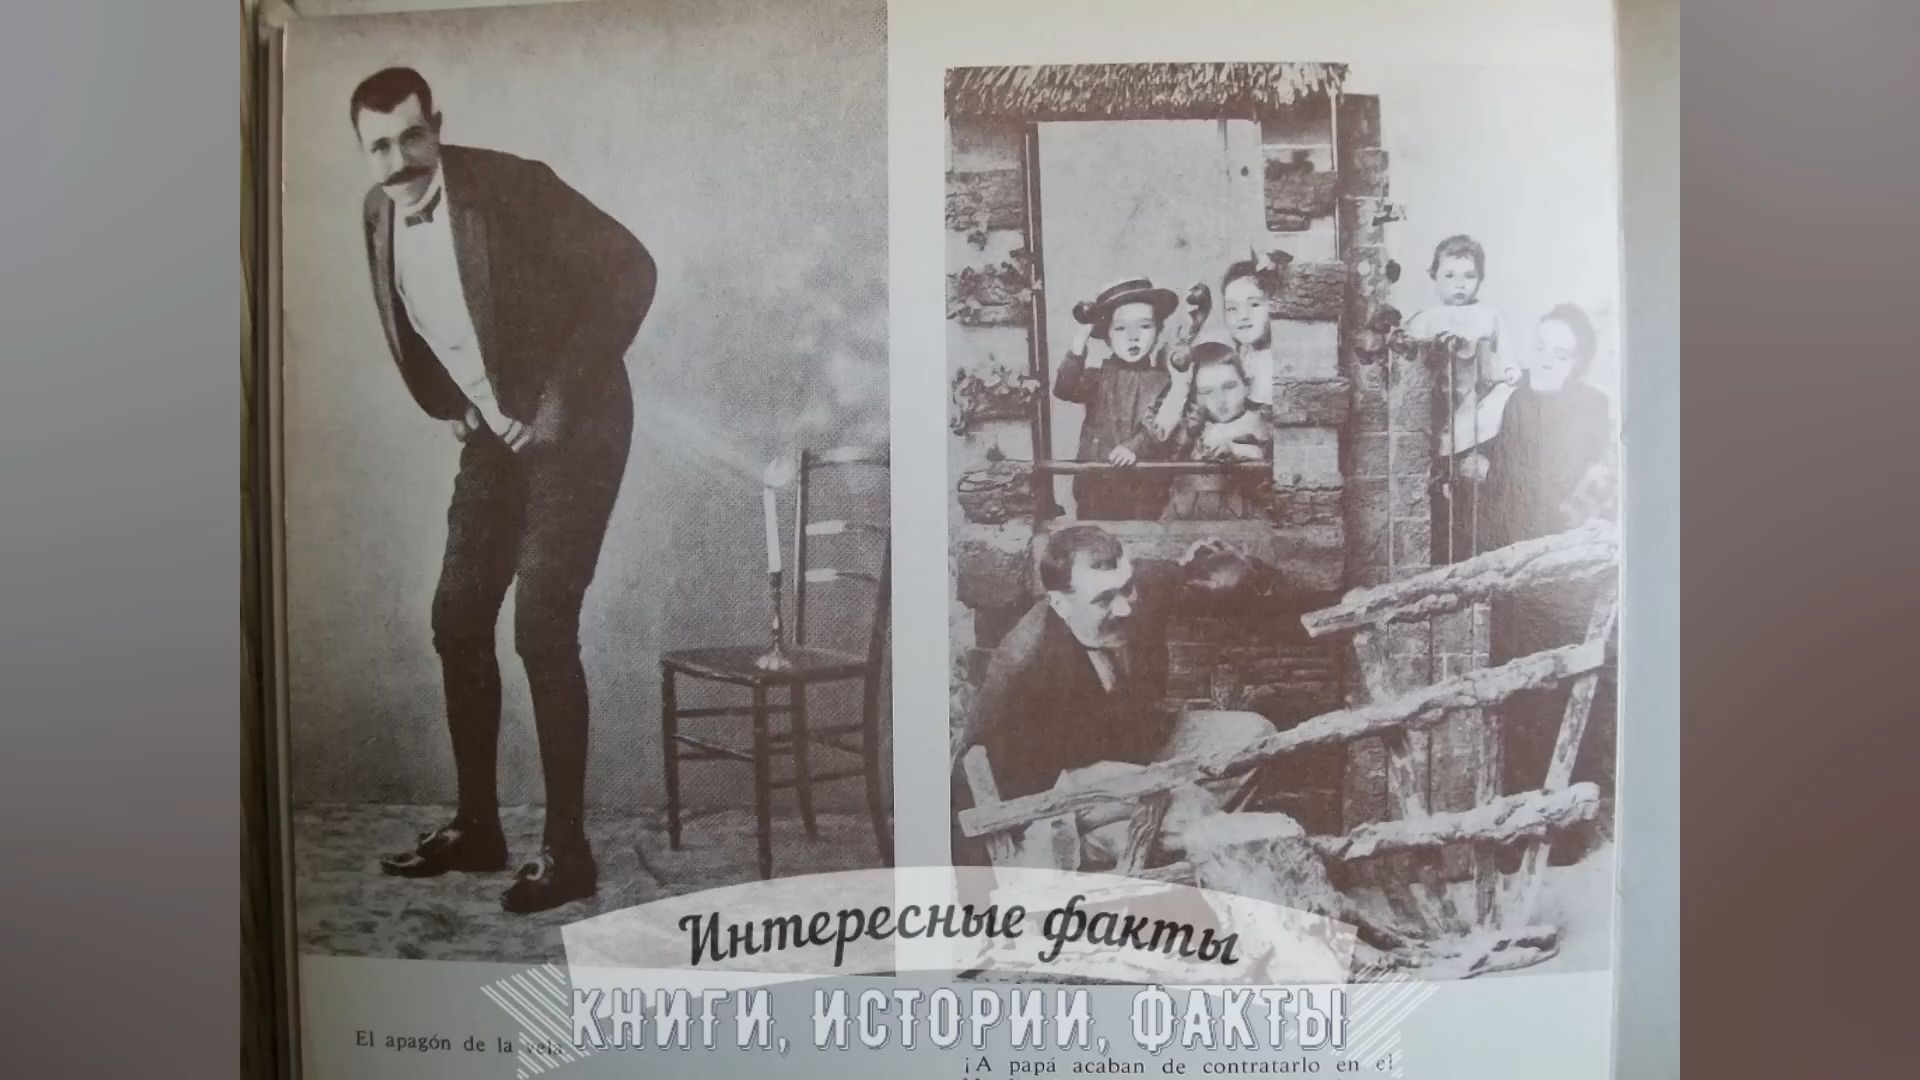 El apagón de la vela
¡A papá acaban de contratarlo en el
Интересные факты
КНИГИ, ИСТОРИИ, ФАКТЫ